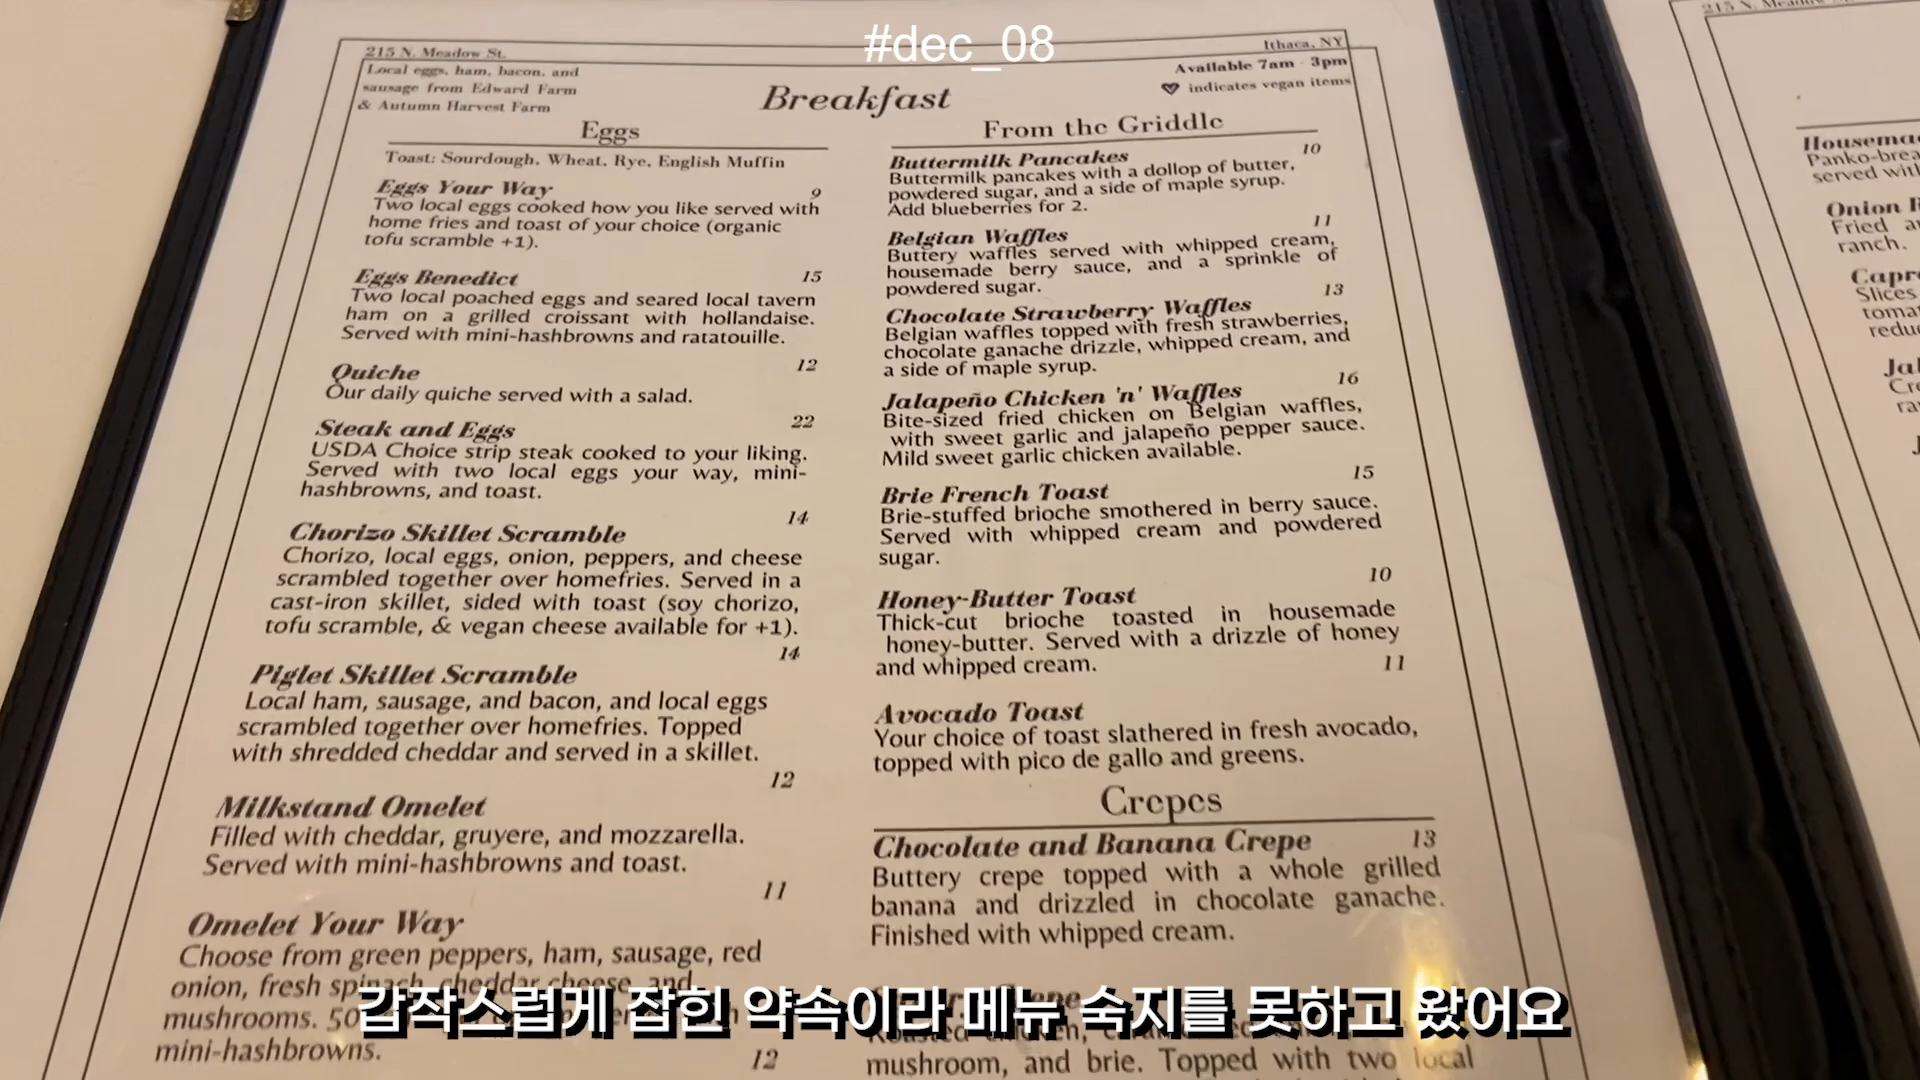 #dec_08
215 N. Meadow St.
Ithaca, NY
Local eggs, ham, bacon, and
sausage from Edward Farm
& Autumn Harvest Farm
Breakfast
Available 7am - 3pm
indicates vegan items
Eggs
Toast: Sourdough, Wheat, Rye, English Muffin
Eggs Your Way 9
Two local eggs cooked how you like served with
home fries and toast of your choice (organic
tofu scramble +1).
Eggs Benedict 15
Two local poached eggs and seared local tavern
ham on a grilled croissant with hollandaise.
Served with mini-hashbrowns and ratatouille.
Quiche 12
Our daily quiche served with a salad.
Steak and Eggs 22
USDA Choice strip steak cooked to your liking.
Served with two local eggs your way, mini-
hashbrowns, and toast.
Chorizo Skillet Scramble 14
Chorizo, local eggs, onion, peppers, and cheese
scrambled together over homefries. Served in a
cast-iron skillet, sided with toast (soy chorizo,
tofu scramble, & vegan cheese available for +1).
Piglet Skillet Scramble 14
Local ham, sausage, and bacon, and local eggs
scrambled together over homefries. Topped
with shredded cheddar and served in a skillet.
Milkstand Omelet 12
Filled with cheddar, gruyere, and mozzarella.
Served with mini-hashbrowns and toast.
Omelet Your Way 11
Choose from green peppers, ham, sausage, red
onion, fresh spinach, cheddar cheese, and
mushrooms. 50
mini-hashbrowns.
12
From the Griddle
Buttermilk Pancakes 10
Buttermilk pancakes with a dollop of butter,
powdered sugar, and a side of maple syrup.
Add blueberries for 2.
Belgian Waffles 11
Buttery waffles served with whipped cream,
housemade berry sauce, and a sprinkle of
powdered sugar.
Chocolate Strawberry Waffles 13
Belgian waffles topped with fresh strawberries,
chocolate ganache drizzle, whipped cream, and
a side of maple syrup.
Jalapeño Chicken 'n' Waffles 16
Bite-sized fried chicken on Belgian waffles,
with sweet garlic and jalapeño pepper sauce.
Mild sweet garlic chicken available.
Brie French Toast 15
Brie-stuffed brioche smothered in berry sauce.
Served with whipped cream and powdered
sugar.
Honey-Butter Toast 10
Thick-cut brioche toasted in housemade
honey-butter. Served with a drizzle of honey
and whipped cream.
Avocado Toast 11
Your choice of toast slathered in fresh avocado,
topped with pico de gallo and greens.
Crepes
Chocolate and Banana Crepe 13
Buttery crepe topped with a whole grilled
banana and drizzled in chocolate ganache.
Finished with whipped cream.
mushroom, and brie. Topped with two local
215 N. Meadow
Panko-brea
served with
Onion
Fried
ranch.
Slices
갑작스럽게 잡힌 약속이라 메뉴 숙지를 못하고 왔어요